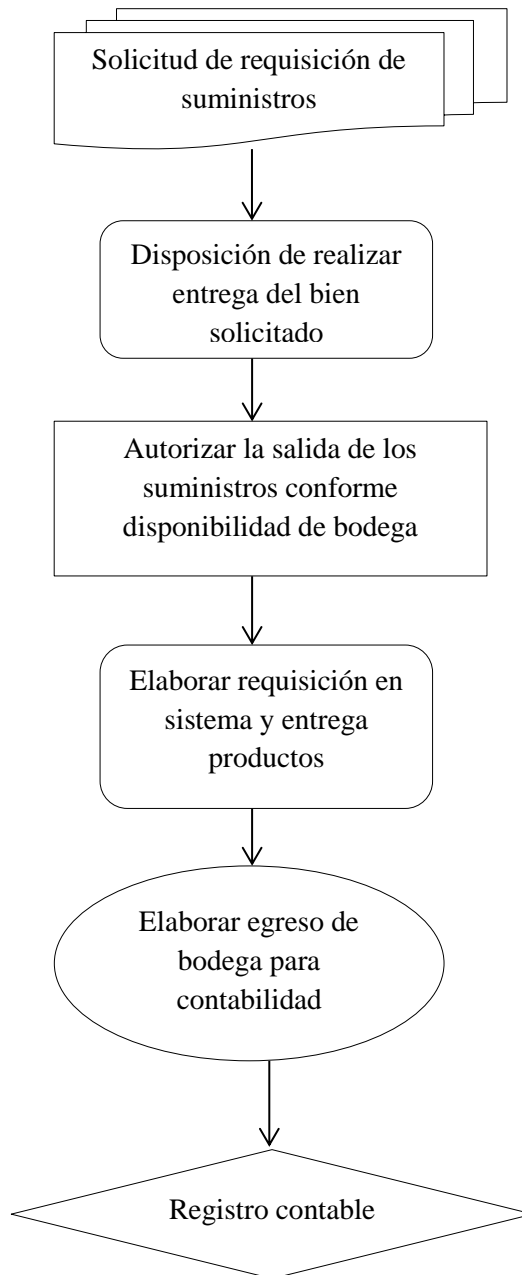 Solicitud de requisición de
suministros
Disposición de realizar
entrega del bien
solicitado
Autorizar la salida de los
suministros conforme
disponibilidad de bodega
Elaborar requisición en
sistema y entrega
productos
Elaborar egreso de
bodega para
contabilidad
Registro contable